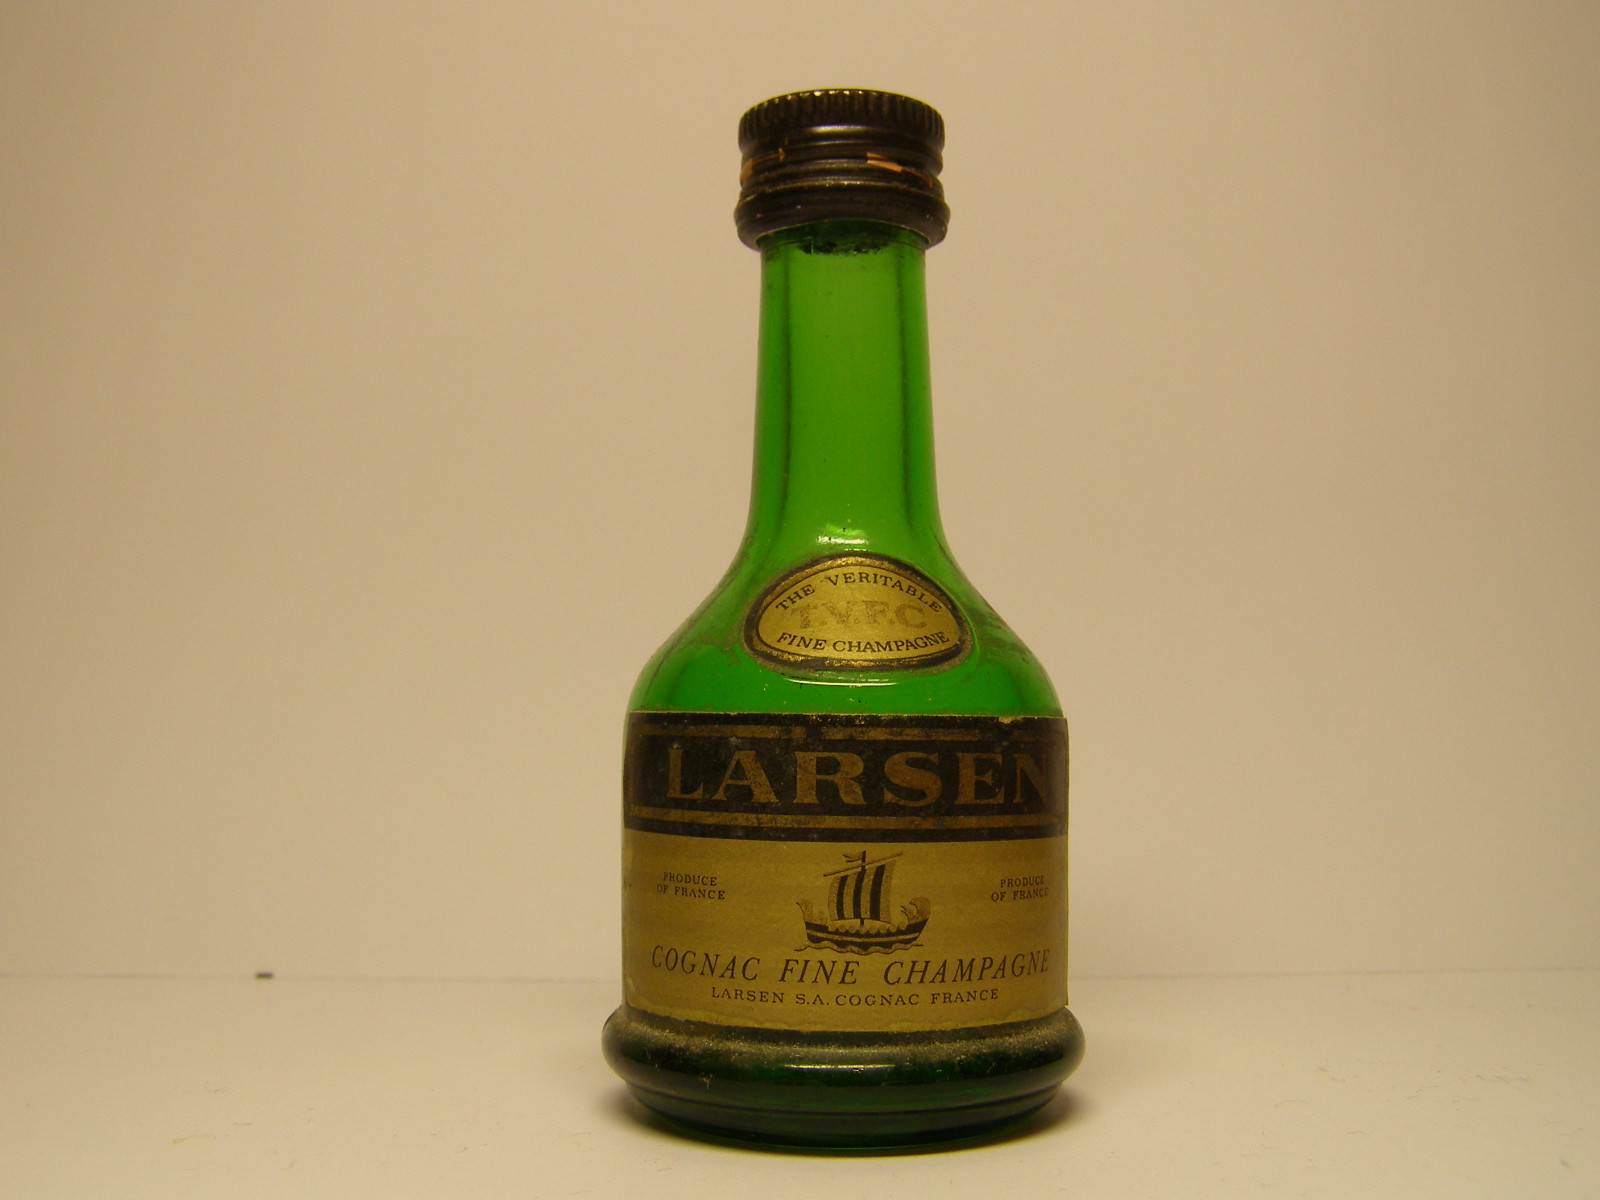 THE VERITABLE
T.V.F.C
FINE CHAMPAGNE
LARSEN
PRODUCE
OF FRANCE
PRODUCE
OF FRANCE
COGNAC FINE CHAMPAGNE
LARSEN S.A. COGNAC FRANCE